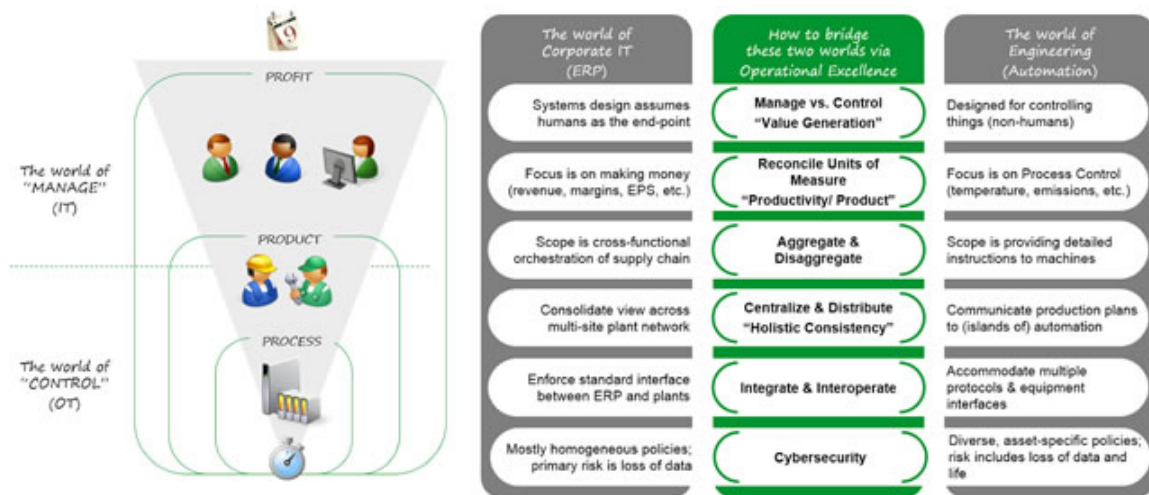 9
PROFIT
The world of
"MANAGE"
(IT)
PRODUCT
PROCESS
The world of
"CONTROL"
(OT)
The world of
Corporate IT
(ERP)
How to bridge
these two worlds via
Operational Excellence
The world of
Engineering
(Automation)
Systems design assumes
humans as the end-point
Manage vs. Control
"Value Generation"
Designed for controlling
things (non-humans)
Focus is on making money
(revenue, margins, EPS, etc.)
Reconcile Units of
Measure
"Productivity/ Product"
Focus is on Process Control
(temperature, emissions, etc.)
Scope is cross-functional
orchestration of supply chain
Aggregate &
Disaggregate
Scope is providing detailed
instructions to machines
Consolidate view across
multi-site plant network
Centralize & Distribute
"Holistic Consistency"
Communicate production plans
to (islands of) automation
Enforce standard interface
between ERP and plants
Integrate & Interoperate
Accommodate multiple
protocols & equipment
interfaces
Mostly homogeneous policies;
primary risk is loss of data
Cybersecurity
Diverse, asset-specific policies;
risk includes loss of data and
life